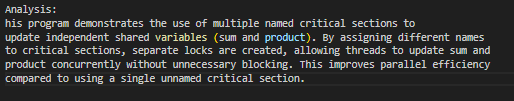 Analysis:
his program demonstrates the use of multiple named critical sections to
update independent shared variables (sum and product). By assigning different names
to critical sections, separate locks are created, allowing threads to update sum and
product concurrently without unnecessary blocking. This improves parallel efficiency
compared to using a single unnamed critical section.